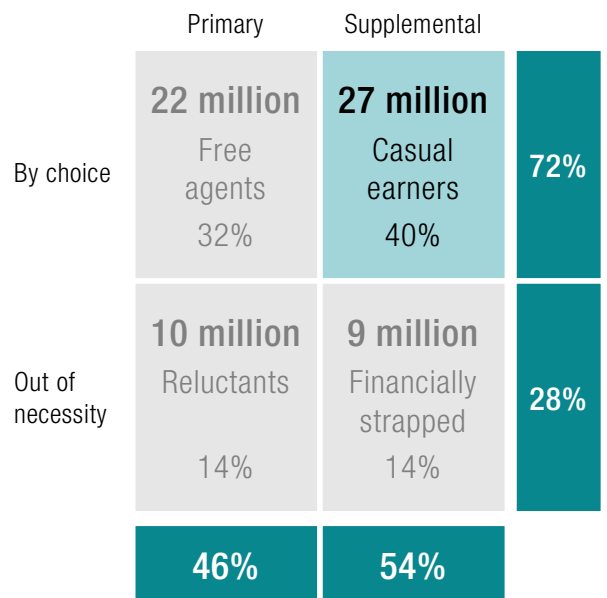 Primary
Supplemental
By choice
22 million
Free
agents
32%
27 million
Casual
earners
40%
72%
Out of
necessity
10 million
Reluctants
14%
9 million
Financially
strapped
14%
28%
46%
54%